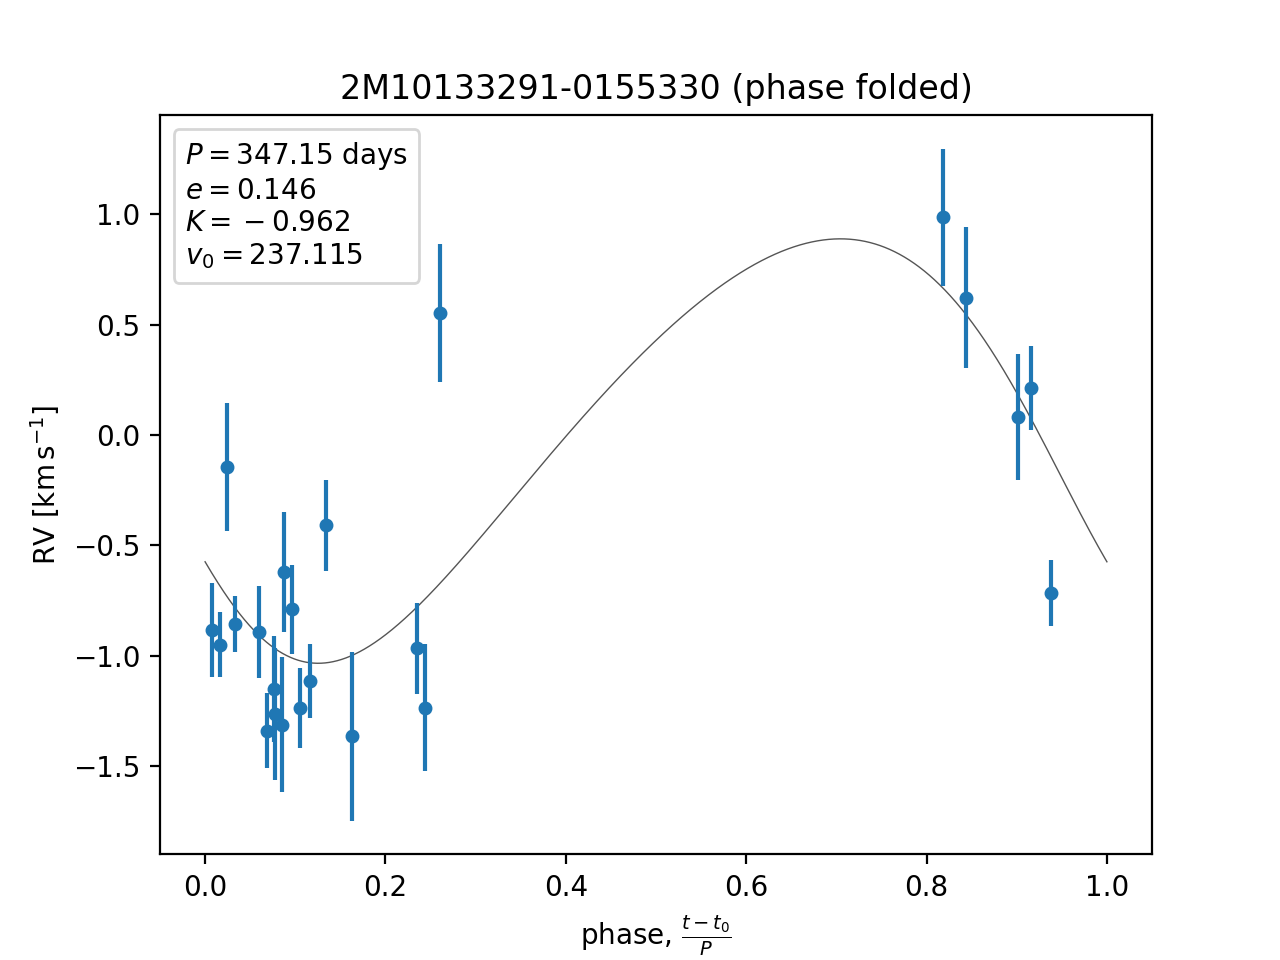 2M10133291-0155330 (phase folded)
P = 347.15 days
e = 0.146
K = −0.962
v₀ = 237.115
RV [km s⁻¹]
1.0
0.5
0.0
−0.5
−1.0
−1.5
0.0 0.2 0.4 0.6 0.8 1.0
phase, (t − t₀)/P